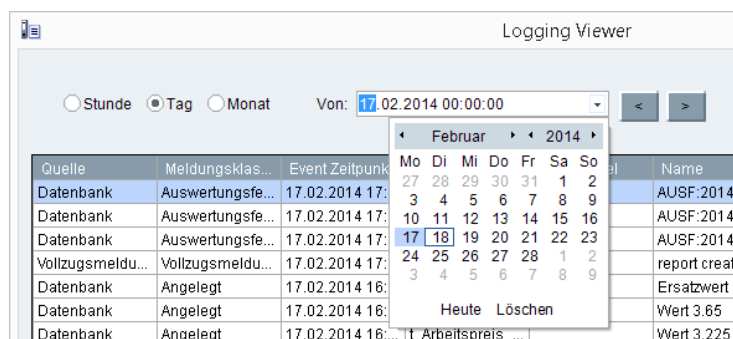 Logging Viewer
Stunde Tag Monat Von: 17.02.2014 00:00:00 < >
Februar 2014
Quelle Meldungsklas... Event Zeitpunk el Name
Mo Di Mi Do Fr Sa So
27 28 29 30 31 1 2
3 4 5 6 7 8 9
10 11 12 13 14 15 16
17 18 19 20 21 22 23
24 25 26 27 28 1 2
3 4 5 6 7 8 9
Heute Löschen
Datenbank Auswertungsfe... 17.02.2014 17: AUSF:2014
Datenbank Auswertungsfe... 17.02.2014 17: AUSF:2014
Datenbank Auswertungsfe... 17.02.2014 17: AUSF:2014
Vollzugsmeldu... Vollzugsmeldu... 17.02.2014 17: report creat
Datenbank Angelegt 17.02.2014 16: Ersatzwert
Datenbank Angelegt 17.02.2014 16: Wert 3.65
Datenbank Angelegt 17.02.2014 16:... t_Arbeitspreis_... Wert 3.225